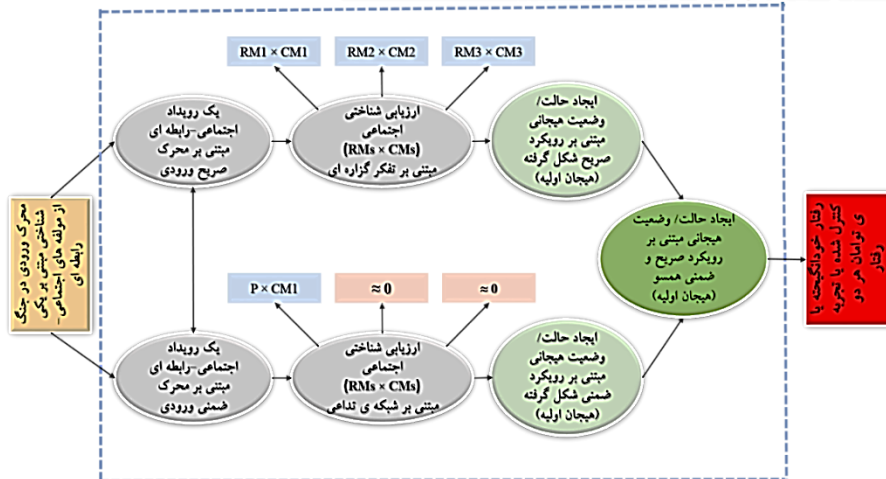 RM1 × CM1
RM2 × CM2
RM3 × CM3
یک رویداد
اجتماعی-رابطه ای
مبتنی بر محرک
صریح ورودی
ارزیابی شناختی
اجتماعی
(RMs × CMs)
مبتنی بر تفکر گزاره ای
ایجاد حالت/
وضعیت هیجانی
مبتنی بر رویکرد
صریح شکل گرفته
(هیجان اولیه)
محرک ورودی در جنگ
شناختی مبتنی بر یکی
از مولفه های اجتماعی-
رابطه ای
ایجاد حالت/ وضعیت
هیجانی مبتنی بر
رویکرد صریح و
ضمنی همسو
(هیجان اولیه)
رفتار خودانگیخته یا
کنترل شده یا تجربه
ی توامان هر دو
رفتار
P × CM1
≈ 0
≈ 0
یک رویداد
اجتماعی-رابطه ای
مبتنی بر محرک
ضمنی ورودی
ارزیابی شناختی
اجتماعی
(RMs × CMs)
مبتنی بر شبکه ی تداعی
ایجاد حالت/
وضعیت هیجانی
مبتنی بر رویکرد
ضمنی شکل گرفته
(هیجان اولیه)